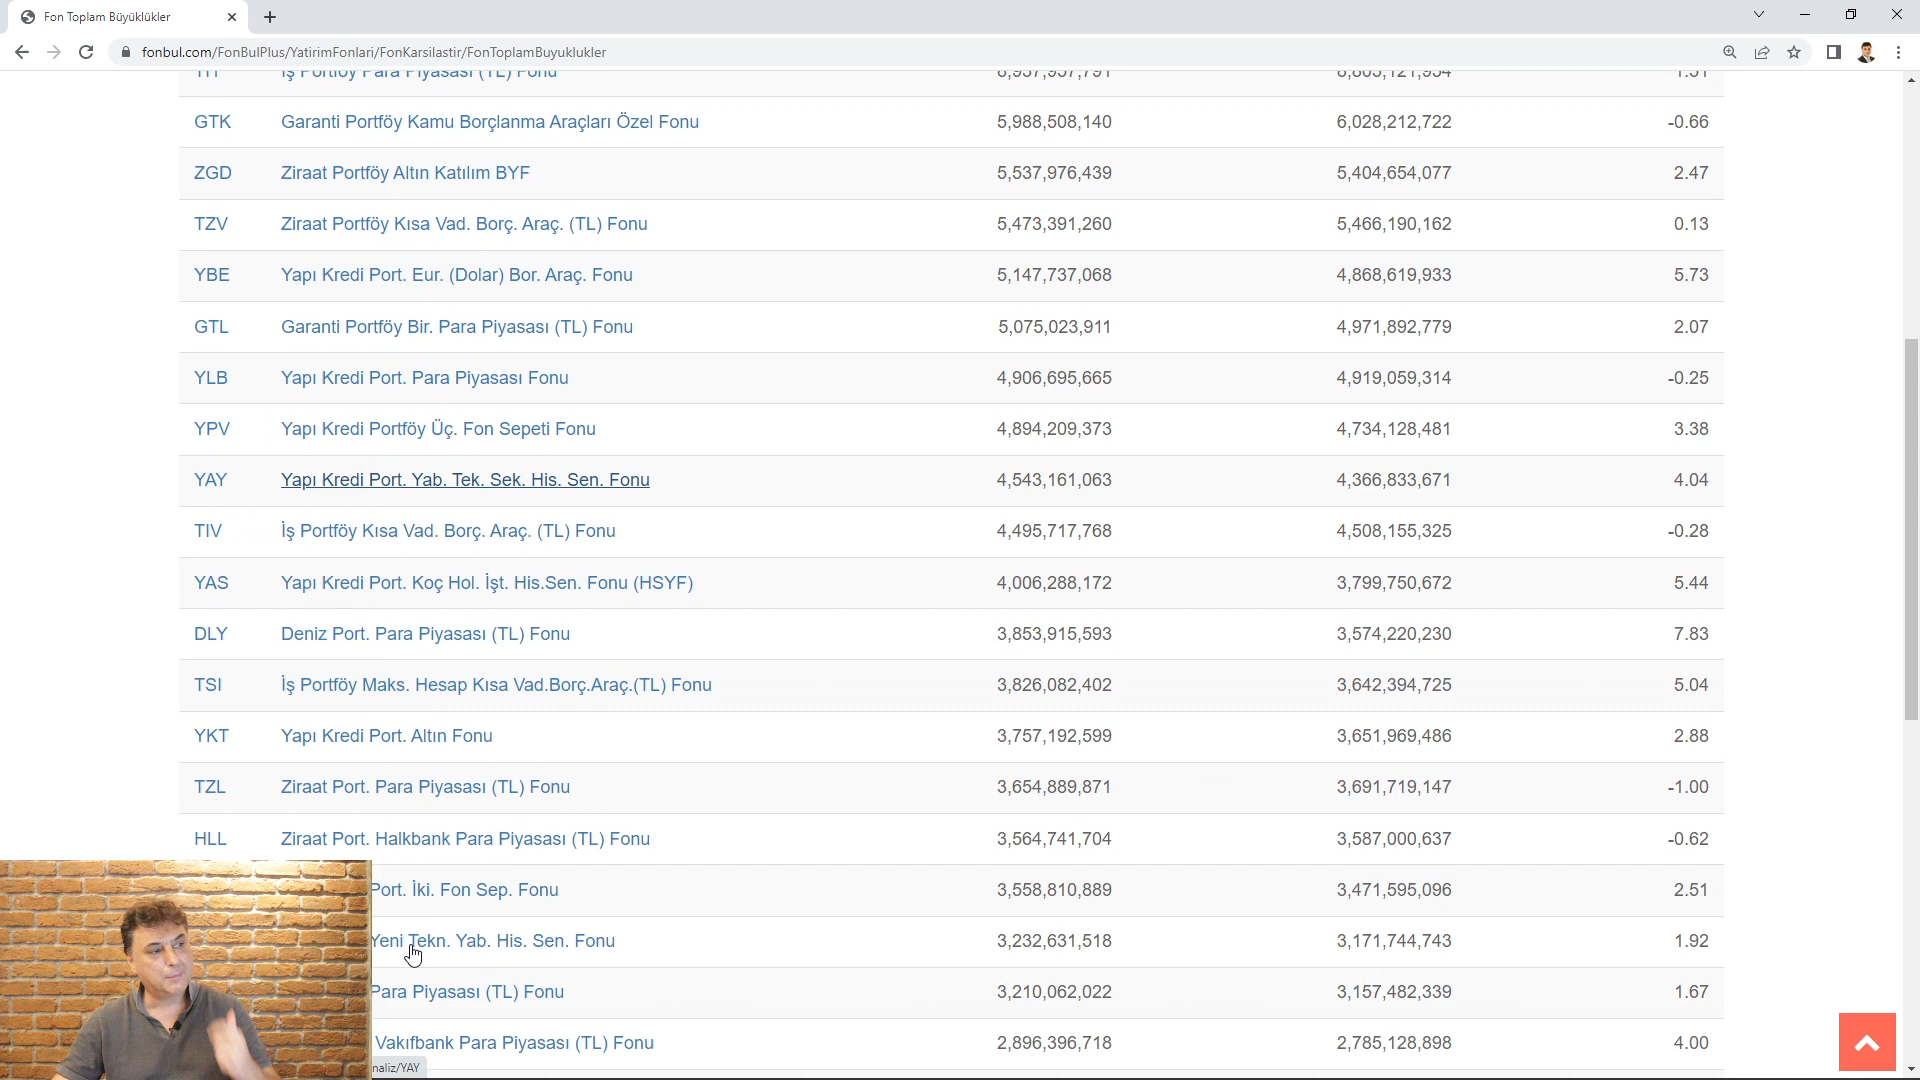 Fon Toplam Büyüklükler
fonbul.com/FonBulPlus/YatirimFonlari/FonKarsilastir/FonToplamBuyuklukler
İş Portföy Para Piyasası (TL) Fonu 1.51
GTK Garanti Portföy Kamu Borçlanma Araçları Özel Fonu 5,988,508,140 6,028,212,722 -0.66
ZGD Ziraat Portföy Altın Katılım BYF 5,537,976,439 5,404,654,077 2.47
TZV Ziraat Portföy Kısa Vad. Borç. Araç. (TL) Fonu 5,473,391,260 5,466,190,162 0.13
YBE Yapı Kredi Port. Eur. (Dolar) Bor. Araç. Fonu 5,147,737,068 4,868,619,933 5.73
GTL Garanti Portföy Bir. Para Piyasası (TL) Fonu 5,075,023,911 4,971,892,779 2.07
YLB Yapı Kredi Port. Para Piyasası Fonu 4,906,695,665 4,919,059,314 -0.25
YPV Yapı Kredi Portföy Üç. Fon Sepeti Fonu 4,894,209,373 4,734,128,481 3.38
YAY Yapı Kredi Port. Yab. Tek. Sek. His. Sen. Fonu 4,543,161,063 4,366,833,671 4.04
TIV İş Portföy Kısa Vad. Borç. Araç. (TL) Fonu 4,495,717,768 4,508,155,325 -0.28
YAS Yapı Kredi Port. Koç Hol. İşt. His.Sen. Fonu (HSYF) 4,006,288,172 3,799,750,672 5.44
DLY Deniz Port. Para Piyasası (TL) Fonu 3,853,915,593 3,574,220,230 7.83
TSI İş Portföy Maks. Hesap Kısa Vad.Borç.Araç.(TL) Fonu 3,826,082,402 3,642,394,725 5.04
YKT Yapı Kredi Port. Altın Fonu 3,757,192,599 3,651,969,486 2.88
TZL Ziraat Port. Para Piyasası (TL) Fonu 3,654,889,871 3,691,719,147 -1.00
HLL Ziraat Port. Halkbank Para Piyasası (TL) Fonu 3,564,741,704 3,587,000,637 -0.62
Port. İki. Fon Sep. Fonu 3,558,810,889 3,471,595,096 2.51
Yeni Tekn. Yab. His. Sen. Fonu 3,232,631,518 3,171,744,743 1.92
Para Piyasası (TL) Fonu 3,210,062,022 3,157,482,339 1.67
Vakıfbank Para Piyasası (TL) Fonu 2,896,396,718 2,785,128,898 4.00
naliz/YAY